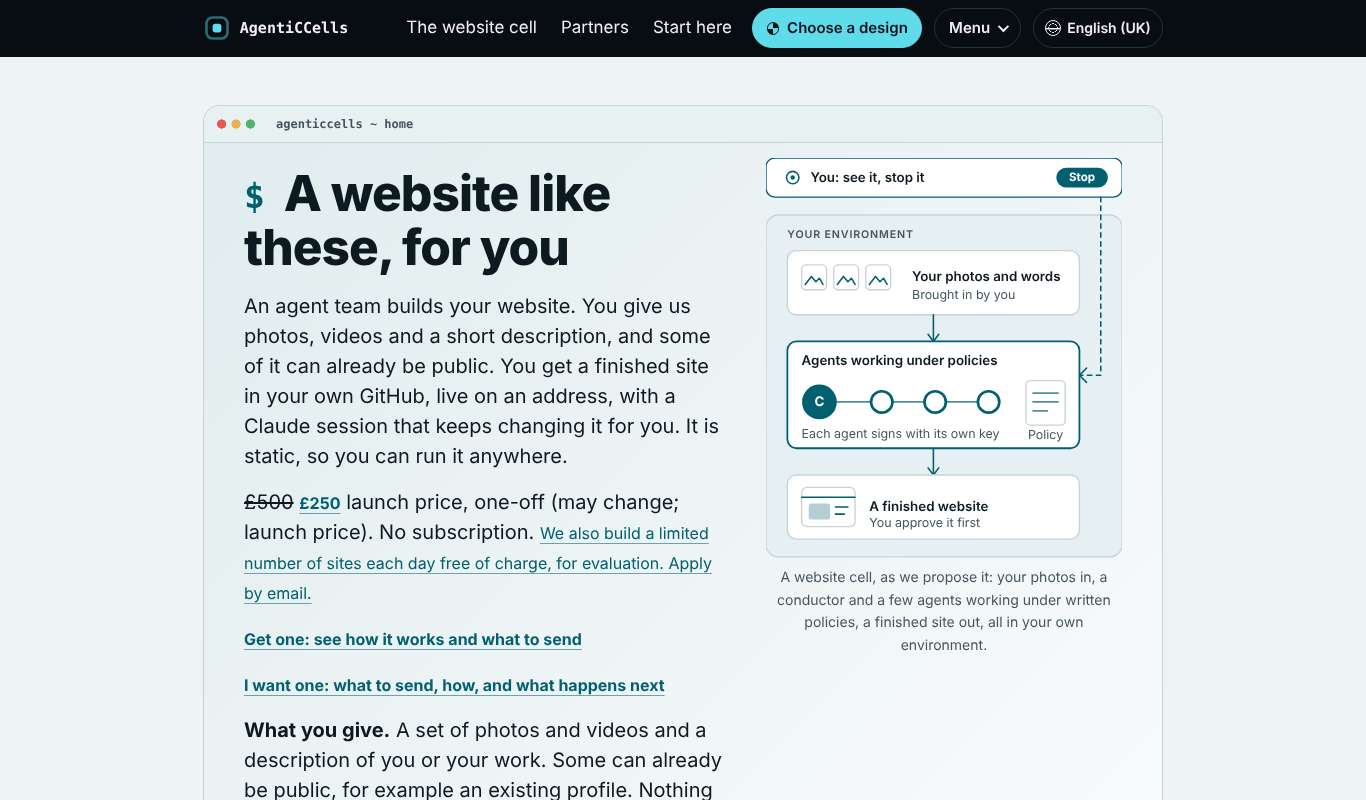 AgentiCCells
The website cell
Partners
Start here
Choose a design
Menu
English (UK)
agenticcells ~ home
$ A website like
these, for you
An agent team builds your website. You give us
photos, videos and a short description, and some
of it can already be public. You get a finished site
in your own GitHub, live on an address, with a
Claude session that keeps changing it for you. It is
static, so you can run it anywhere.
£500 £250 launch price, one-off (may change;
launch price). No subscription. We also build a limited
number of sites each day free of charge, for evaluation. Apply
by email.
Get one: see how it works and what to send
I want one: what to send, how, and what happens next
What you give. A set of photos and videos and a
description of you or your work. Some can already
be public, for example an existing profile. Nothing
You: see it, stop it
Stop
YOUR ENVIRONMENT
Your photos and words
Brought in by you
Agents working under policies
C
Each agent signs with its own key
Policy
A finished website
You approve it first
A website cell, as we propose it: your photos in, a
conductor and a few agents working under written
policies, a finished site out, all in your own
environment.